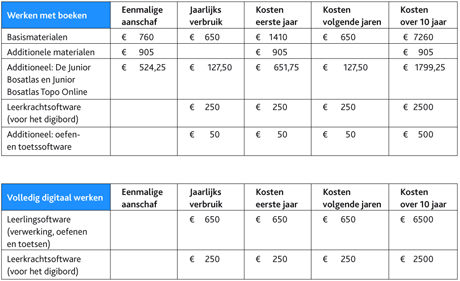 Werken met boeken Eenmalige aanschaf Jaarlijks verbruik Kosten eerste jaar Kosten volgende jaren Kosten over 10 jaar
Basismaterialen € 760 € 650 € 1410 € 650 € 7260
Additionele materialen € 905 € 905 € 905
Additioneel: De Junior € 524,25 € 127,50 € 651,75 € 127,50 € 1799,25
Bosatlas en Junior
Bosatlas Topo Online
Leerkrachtsoftware € 250 € 250 € 250 € 2500
(voor het digibord)
Additioneel: oefen- € 50 € 50 € 50 € 500
en toetssoftware
Volledig digitaal werken Eenmalige aanschaf Jaarlijks verbruik Kosten eerste jaar Kosten volgende jaren Kosten over 10 jaar
Leerlingsoftware € 650 € 650 € 650 € 6500
(verwerking, oefenen
en toetsen)
Leerkrachtsoftware € 250 € 250 € 250 € 2500
(voor het digibord)